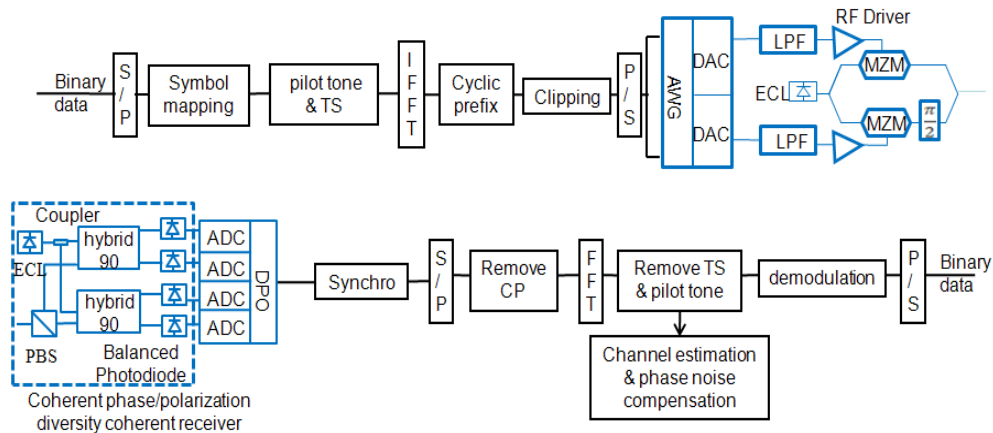 Binary
data
S
/
P
Symbol
mapping
pilot tone
& TS
I
F
F
T
Cyclic
prefix
Clipping
P
/
S
AWG
DAC
DAC
LPF
LPF
RF Driver
ECL
MZM
MZM
π
2
Coupler
ECL
hybrid
90
hybrid
90
PBS
Balanced
Photodiode
ADC
ADC
ADC
ADC
DPO
Coherent phase/polarization
diversity coherent receiver
Synchro
S
/
P
Remove
CP
F
F
T
Remove TS
& pilot tone
Channel estimation
& phase noise
compensation
demodulation
P
/
S
Binary
data